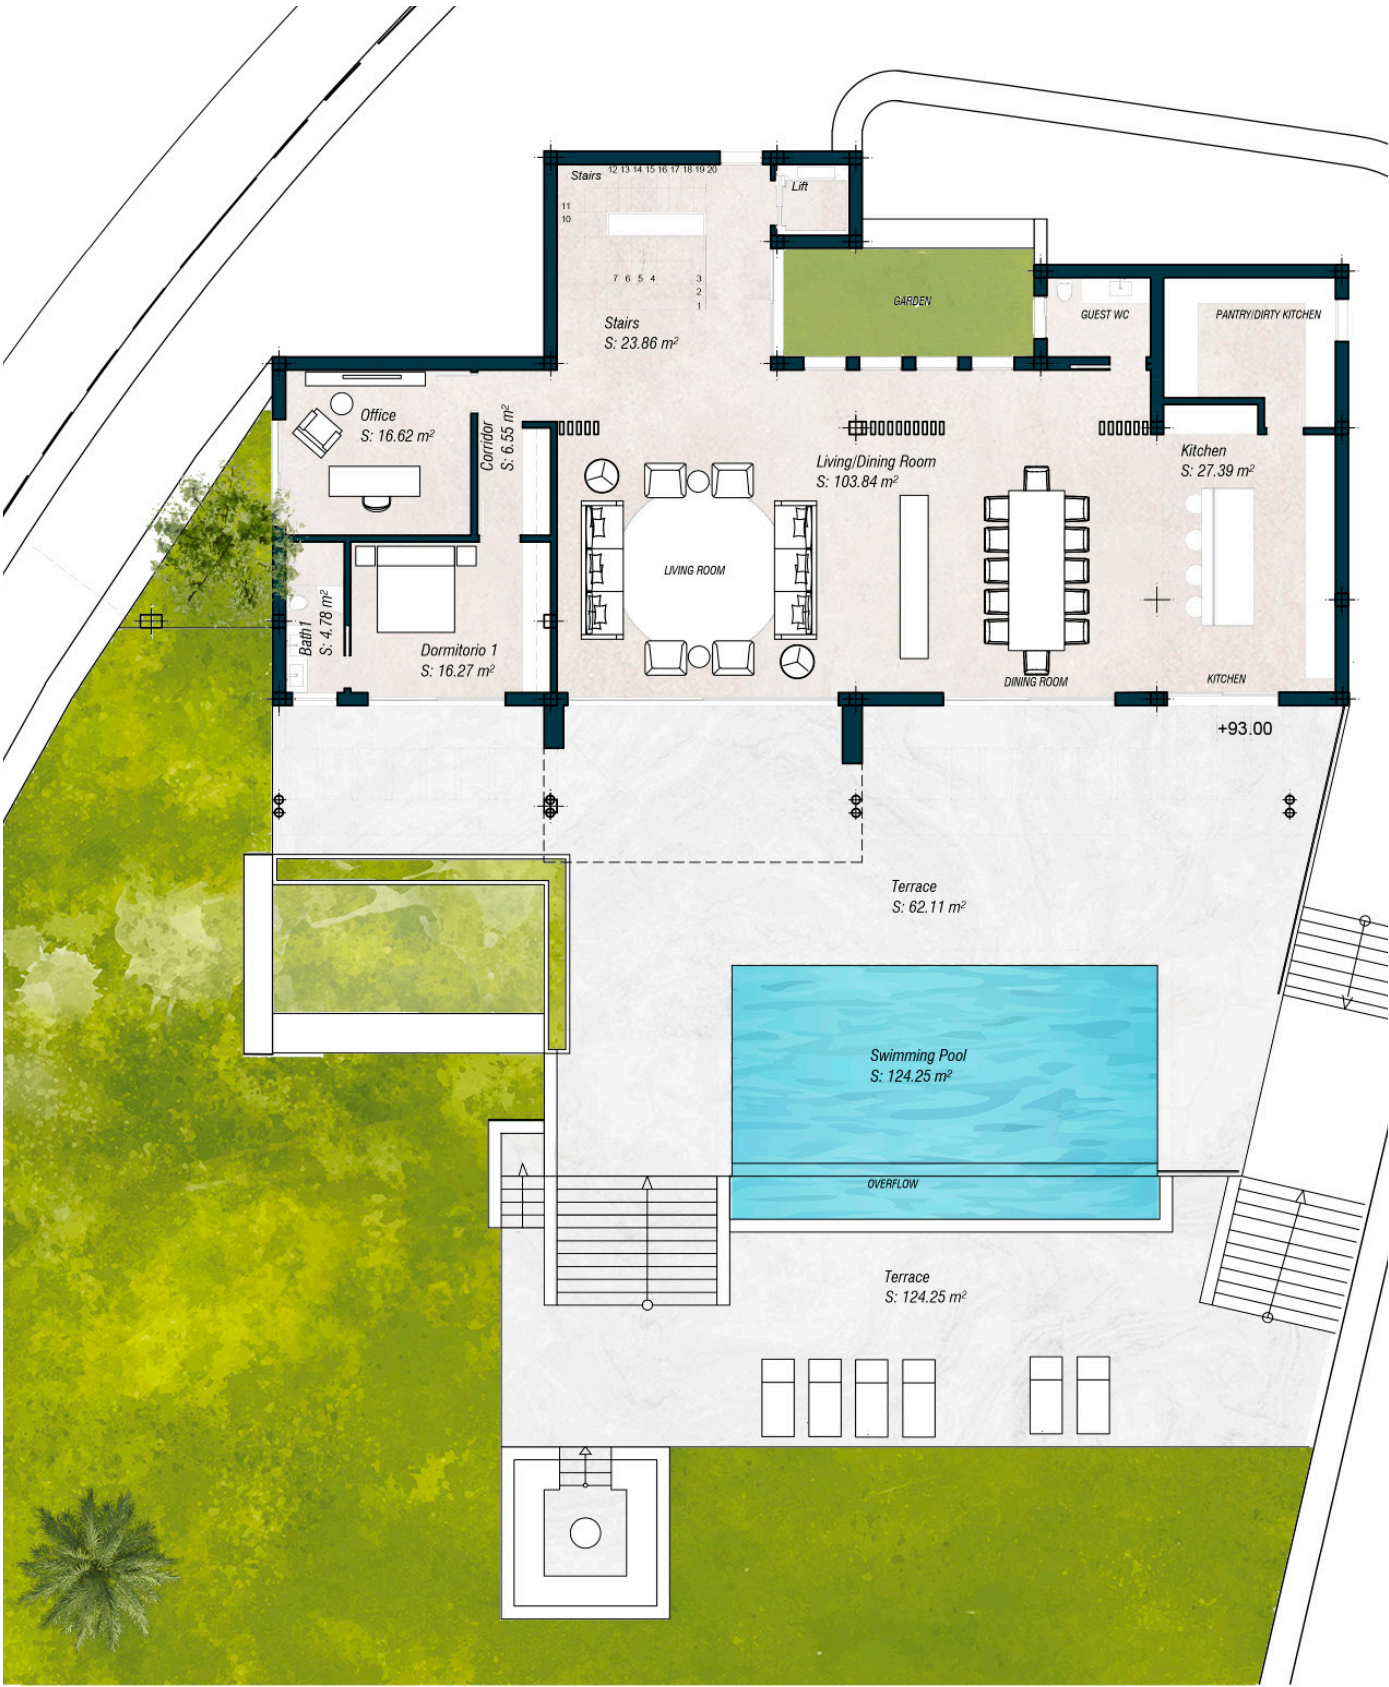 Stairs
12 13 14 15 16 17 18 19 20
Lift
11
10
7 6 5 4
3
2
1
GARDEN
GUEST WC
PANTRY/DIRTY KITCHEN
Stairs
S: 23.86 m²
Office
S: 16.62 m²
Corridor
S: 6.55 m²
Living/Dining Room
S: 103.84 m²
Kitchen
S: 27.39 m²
LIVING ROOM
Bath1
S: 4.78 m²
Dormitorio 1
S: 16.27 m²
DINING ROOM
KITCHEN
+93.00
Terrace
S: 62.11 m²
Swimming Pool
S: 124.25 m²
OVERFLOW
Terrace
S: 124.25 m²